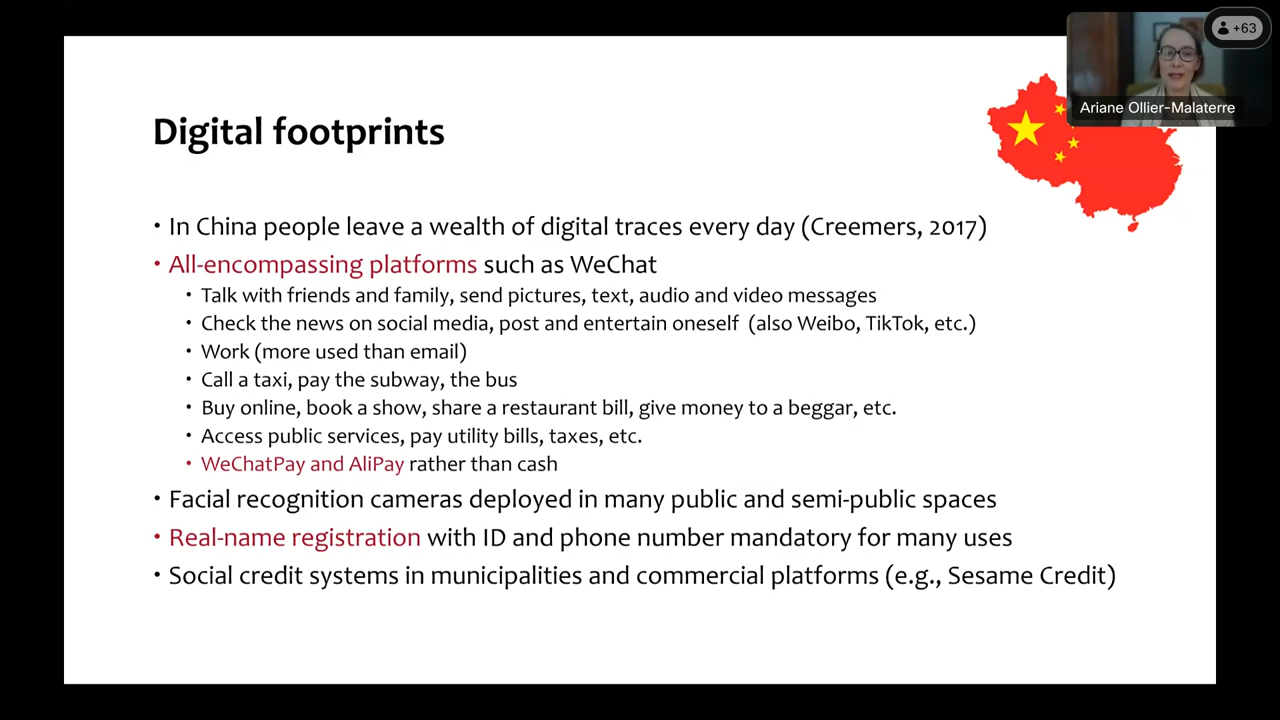 +63
Ariane Ollier-Malaterre
Digital footprints
• In China people leave a wealth of digital traces every day (Creemers, 2017)
• All-encompassing platforms such as WeChat
• Talk with friends and family, send pictures, text, audio and video messages
• Check the news on social media, post and entertain oneself (also Weibo, TikTok, etc.)
• Work (more used than email)
• Call a taxi, pay the subway, the bus
• Buy online, book a show, share a restaurant bill, give money to a beggar, etc.
• Access public services, pay utility bills, taxes, etc.
• WeChatPay and AliPay rather than cash
• Facial recognition cameras deployed in many public and semi-public spaces
• Real-name registration with ID and phone number mandatory for many uses
• Social credit systems in municipalities and commercial platforms (e.g., Sesame Credit)